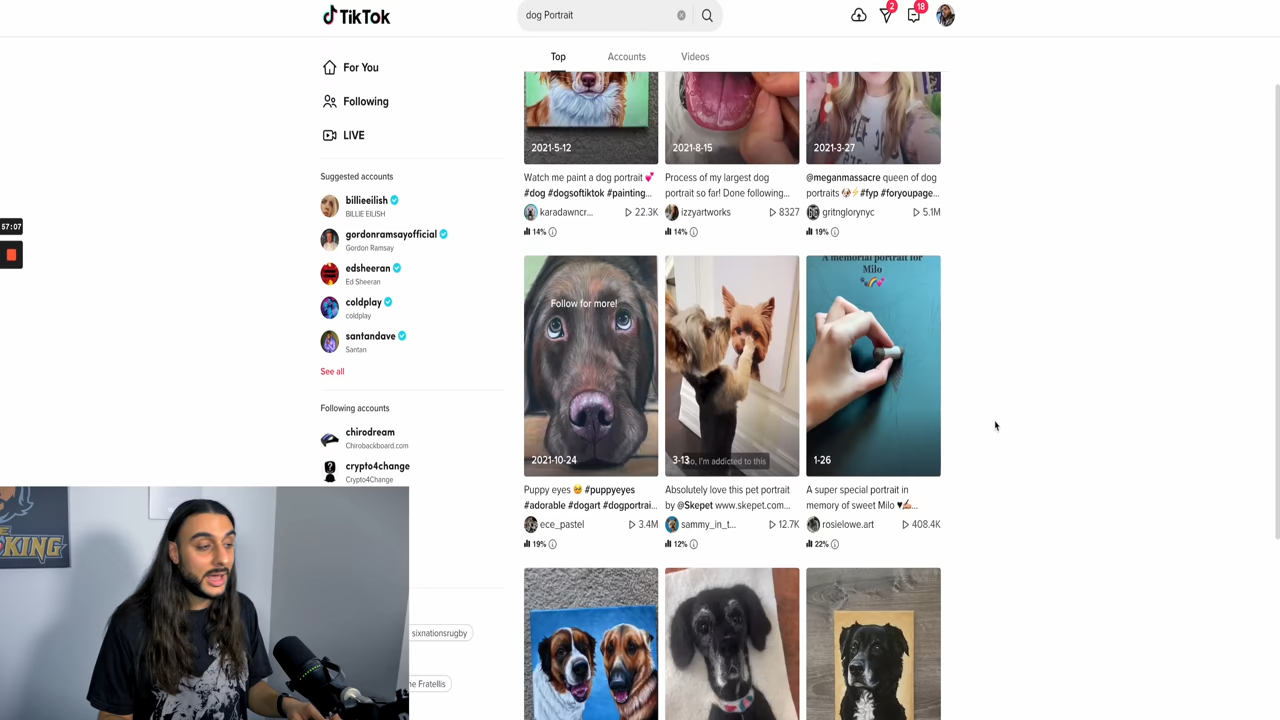 TikTok
dog Portrait
2
18
Top
Accounts
Videos
For You
Following
LIVE
Suggested accounts
billieeilish
BILLIE EILISH
gordonramsayofficial
Gordon Ramsay
edsheeran
Ed Sheeran
coldplay
coldplay
santandave
Santan
See all
Following accounts
chirodream
Chirobackboard.com
crypto4change
Crypto4Change
sixnationsrugby
he Fratellis
57:07
KING
2021-5-12
Watch me paint a dog portrait 💕
#dog #dogsoftiktok #painting...
karadawncr...
22.3K
14%
2021-8-15
Process of my largest dog
portrait so far! Done following...
izzyartworks
8327
14%
2021-3-27
@meganmassacre queen of dog
portraits 🐶⚡#fyp #foryoupage...
gritnglorynyc
5.1M
19%
Follow for more!
2021-10-24
Puppy eyes 🥺 #puppyeyes
#adorable #dogart #dogportrai...
ece_pastel
3.4M
19%
3-13
o, I'm addicted to this
Absolutely love this pet portrait
by @Skepet www.skepet.com...
sammy_in_t...
12.7K
12%
A memorial portrait for
Milo
🐾🌈💕
1-26
A super special portrait in
memory of sweet Milo ♥️✍🏼...
rosielowe.art
408.4K
22%